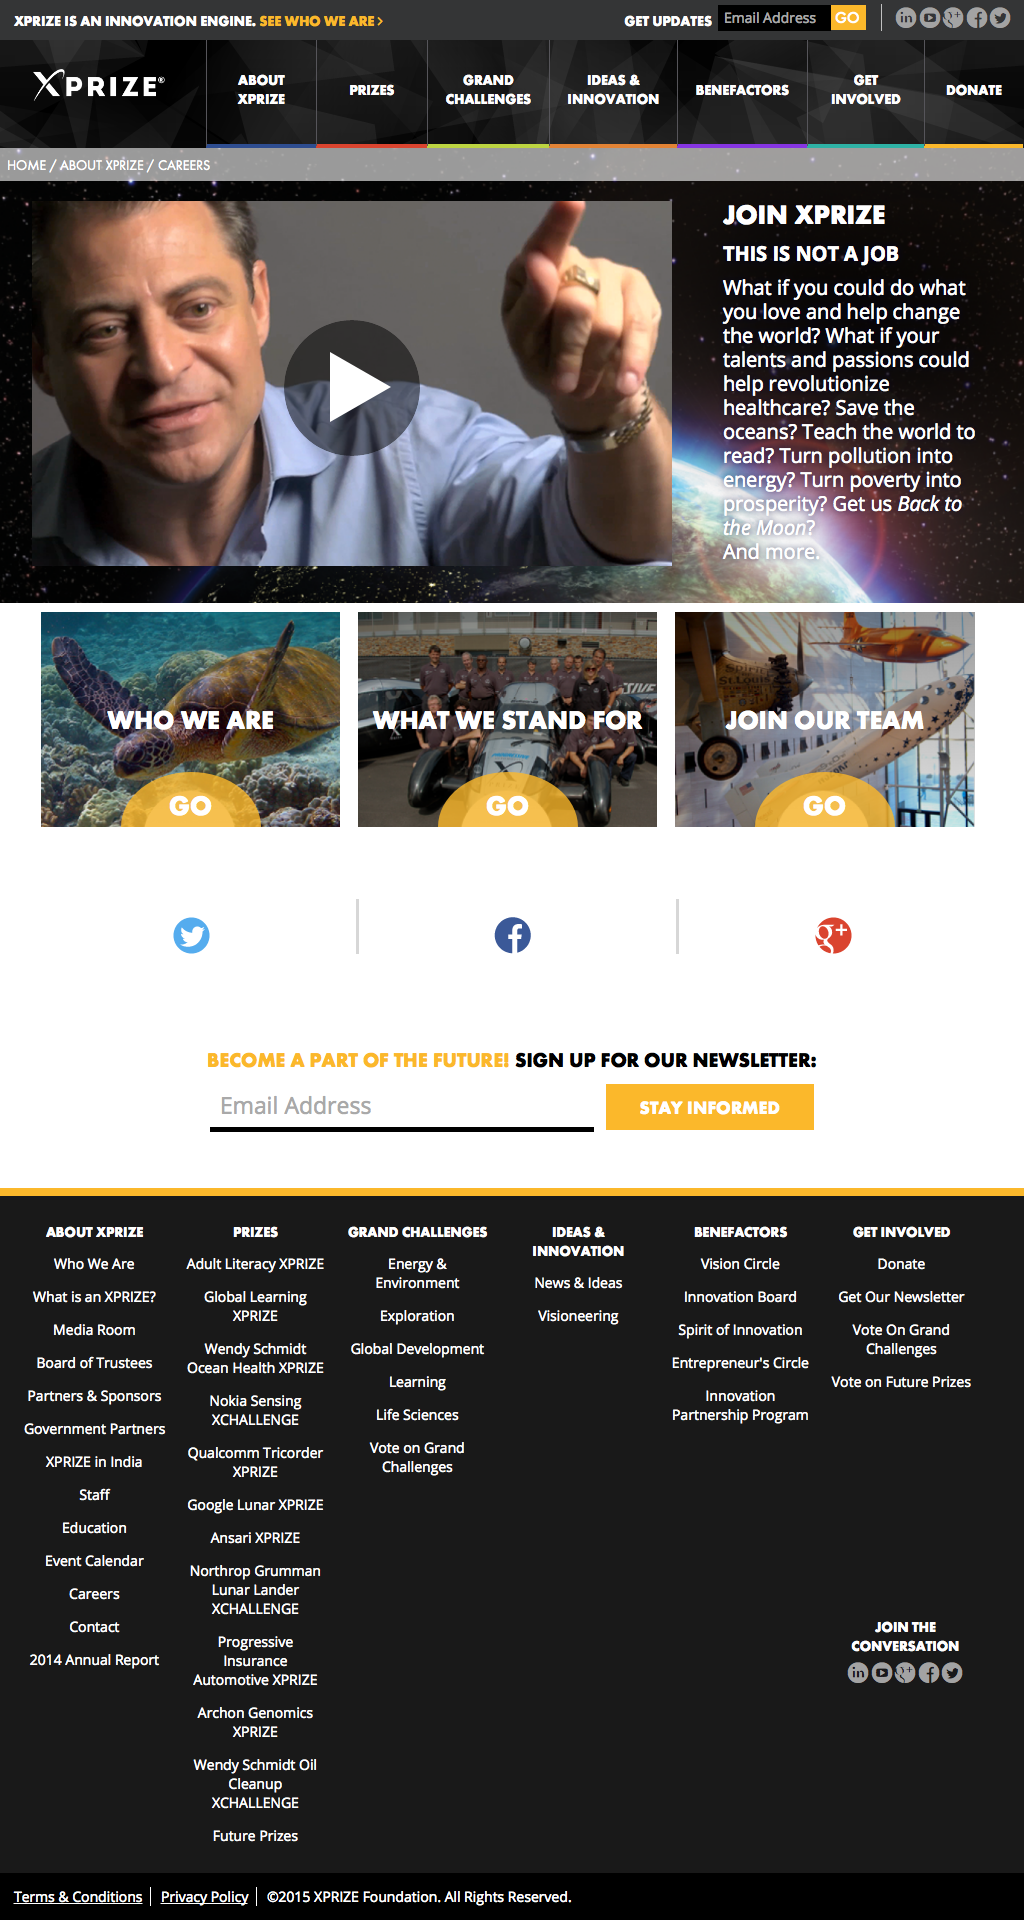 XPRIZE IS AN INNOVATION ENGINE. SEE WHO WE ARE >
GET UPDATES Email Address GO
XPRIZE®
ABOUT
XPRIZE
PRIZES
GRAND
CHALLENGES
IDEAS &
INNOVATION
BENEFACTORS
GET
INVOLVED
DONATE
HOME / ABOUT XPRIZE / CAREERS
JOIN XPRIZE
THIS IS NOT A JOB
What if you could do what
you love and help change
the world? What if your
talents and passions could
help revolutionize
healthcare? Save the
oceans? Teach the world to
read? Turn pollution into
energy? Turn poverty into
prosperity? Get us Back to
the Moon?
And more.
WHO WE ARE
GO
WHAT WE STAND FOR
GO
Spirit
St. Louis
JOIN OUR TEAM
GO
BECOME A PART OF THE FUTURE! SIGN UP FOR OUR NEWSLETTER:
Email Address
STAY INFORMED
ABOUT XPRIZE
Who We Are
What is an XPRIZE?
Media Room
Board of Trustees
Partners & Sponsors
Government Partners
XPRIZE in India
Staff
Education
Event Calendar
Careers
Contact
2014 Annual Report
PRIZES
Adult Literacy XPRIZE
Global Learning
XPRIZE
Wendy Schmidt
Ocean Health XPRIZE
Nokia Sensing
XCHALLENGE
Qualcomm Tricorder
XPRIZE
Google Lunar XPRIZE
Ansari XPRIZE
Northrop Grumman
Lunar Lander
XCHALLENGE
Progressive
Insurance
Automotive XPRIZE
Archon Genomics
XPRIZE
Wendy Schmidt Oil
Cleanup
XCHALLENGE
Future Prizes
GRAND CHALLENGES
Energy &
Environment
Exploration
Global Development
Learning
Life Sciences
Vote on Grand
Challenges
IDEAS &
INNOVATION
News & Ideas
Visioneering
BENEFACTORS
Vision Circle
Innovation Board
Spirit of Innovation
Entrepreneur's Circle
Innovation
Partnership Program
GET INVOLVED
Donate
Get Our Newsletter
Vote On Grand
Challenges
Vote on Future Prizes
JOIN THE
CONVERSATION
Terms & Conditions
Privacy Policy
©2015 XPRIZE Foundation. All Rights Reserved.